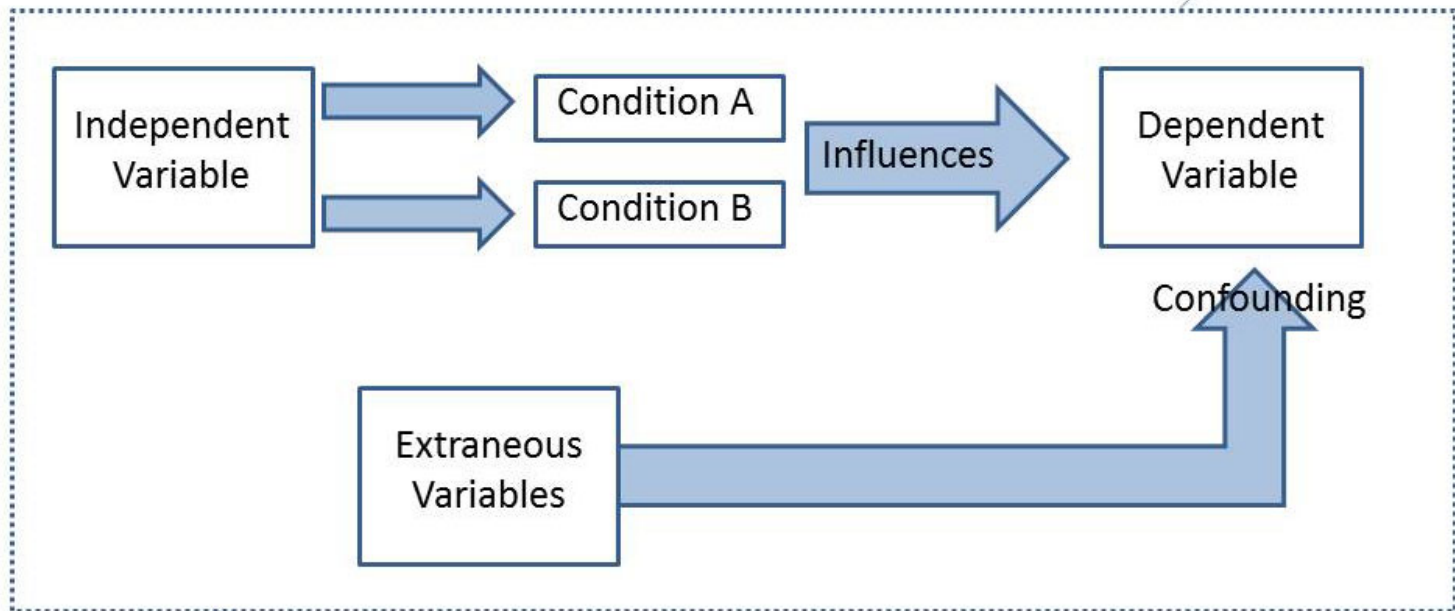 Independent
Variable
Condition A
Condition B
Influences
Dependent
Variable
Confounding
Extraneous
Variables